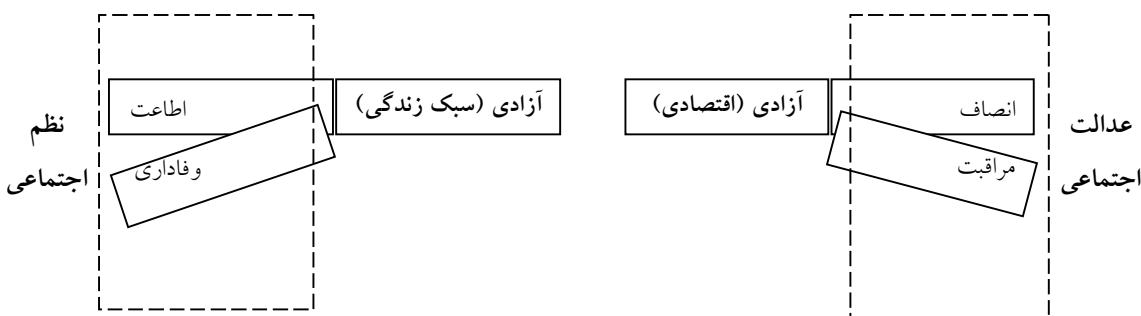 انصاف
آزادی (اقتصادی)
آزادی (سبک زندگی)
اطاعت
عدالت
اجتماعی
مراقبت
وفاداری
نظم
اجتماعی